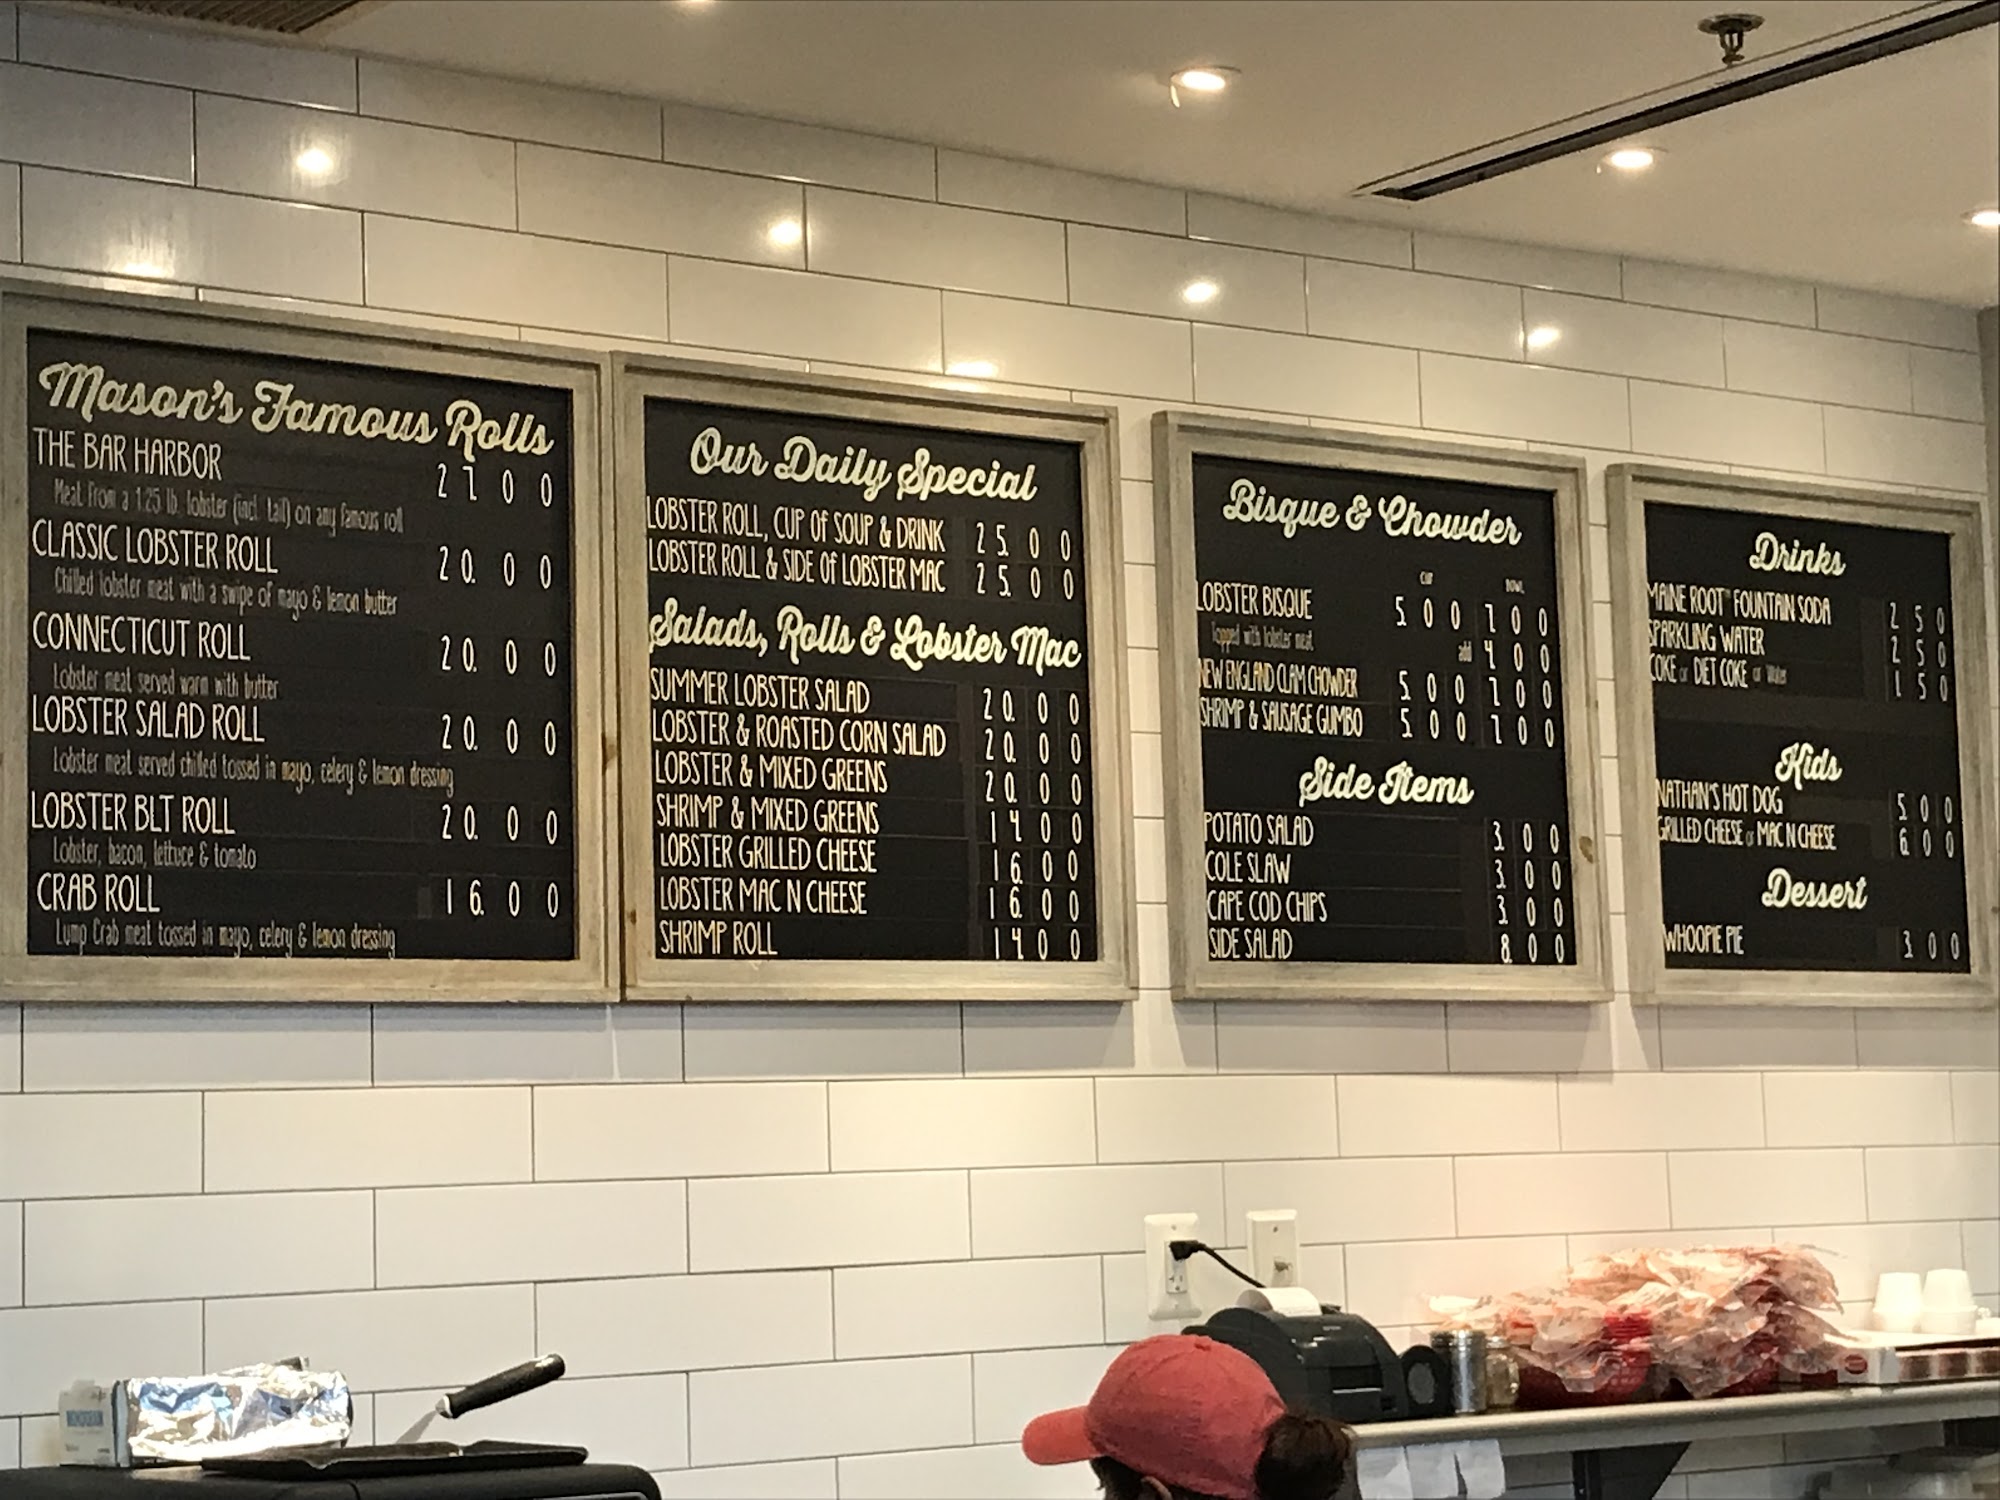 Mason's Famous Rolls
THE BAR HARBOR 27 00
Meat from a 1.25 lb. lobster (incl. tail) on any famous roll
CLASSIC LOBSTER ROLL 20. 00
Chilled lobster meat with a swipe of mayo & lemon butter
CONNECTICUT ROLL 20. 00
Lobster meat served warm with butter
LOBSTER SALAD ROLL 20. 00
Lobster meat served chilled tossed in mayo, celery & lemon dressing
LOBSTER BLT ROLL 20. 00
Lobster, bacon, lettuce & tomato
CRAB ROLL 16. 00
Lump Crab meat tossed in mayo, celery & lemon dressing
Our Daily Special
LOBSTER ROLL, CUP of SOUP & DRINK 25. 00
LOBSTER ROLL & SIDE of LOBSTER MAC 25. 00
Salads, Rolls & Lobster Mac
SUMMER LOBSTER SALAD 20. 00
LOBSTER & ROASTED CORN SALAD 20. 00
LOBSTER & MIXED GREENS 20. 00
SHRIMP & MIXED GREENS 14. 00
LOBSTER GRILLED CHEESE 16. 00
LOBSTER MAC N CHEESE 16. 00
SHRIMP ROLL 14. 00
Bisque & Chowder
CUP BOWL
LOBSTER BISQUE 5. 00 7 00
Topped with lobster meat add 4 00
NEW ENGLAND CLAM CHOWDER 5. 00 7 00
SHRIMP & SAUSAGE GUMBO 5. 00 7 00
Side Items
POTATO SALAD 3. 00
COLE SLAW 3. 00
CAPE COD CHIPS 3. 00
SIDE SALAD 8. 00
Drinks
MAINE ROOT FOUNTAIN SODA 2 50
SPARKLING WATER 2 50
COKE or DIET COKE or Water 1 50
Kids
NATHAN'S HOT DOG 5. 00
GRILLED CHEESE or MAC N CHEESE 6. 00
Dessert
WHOOPIE PIE 3. 00